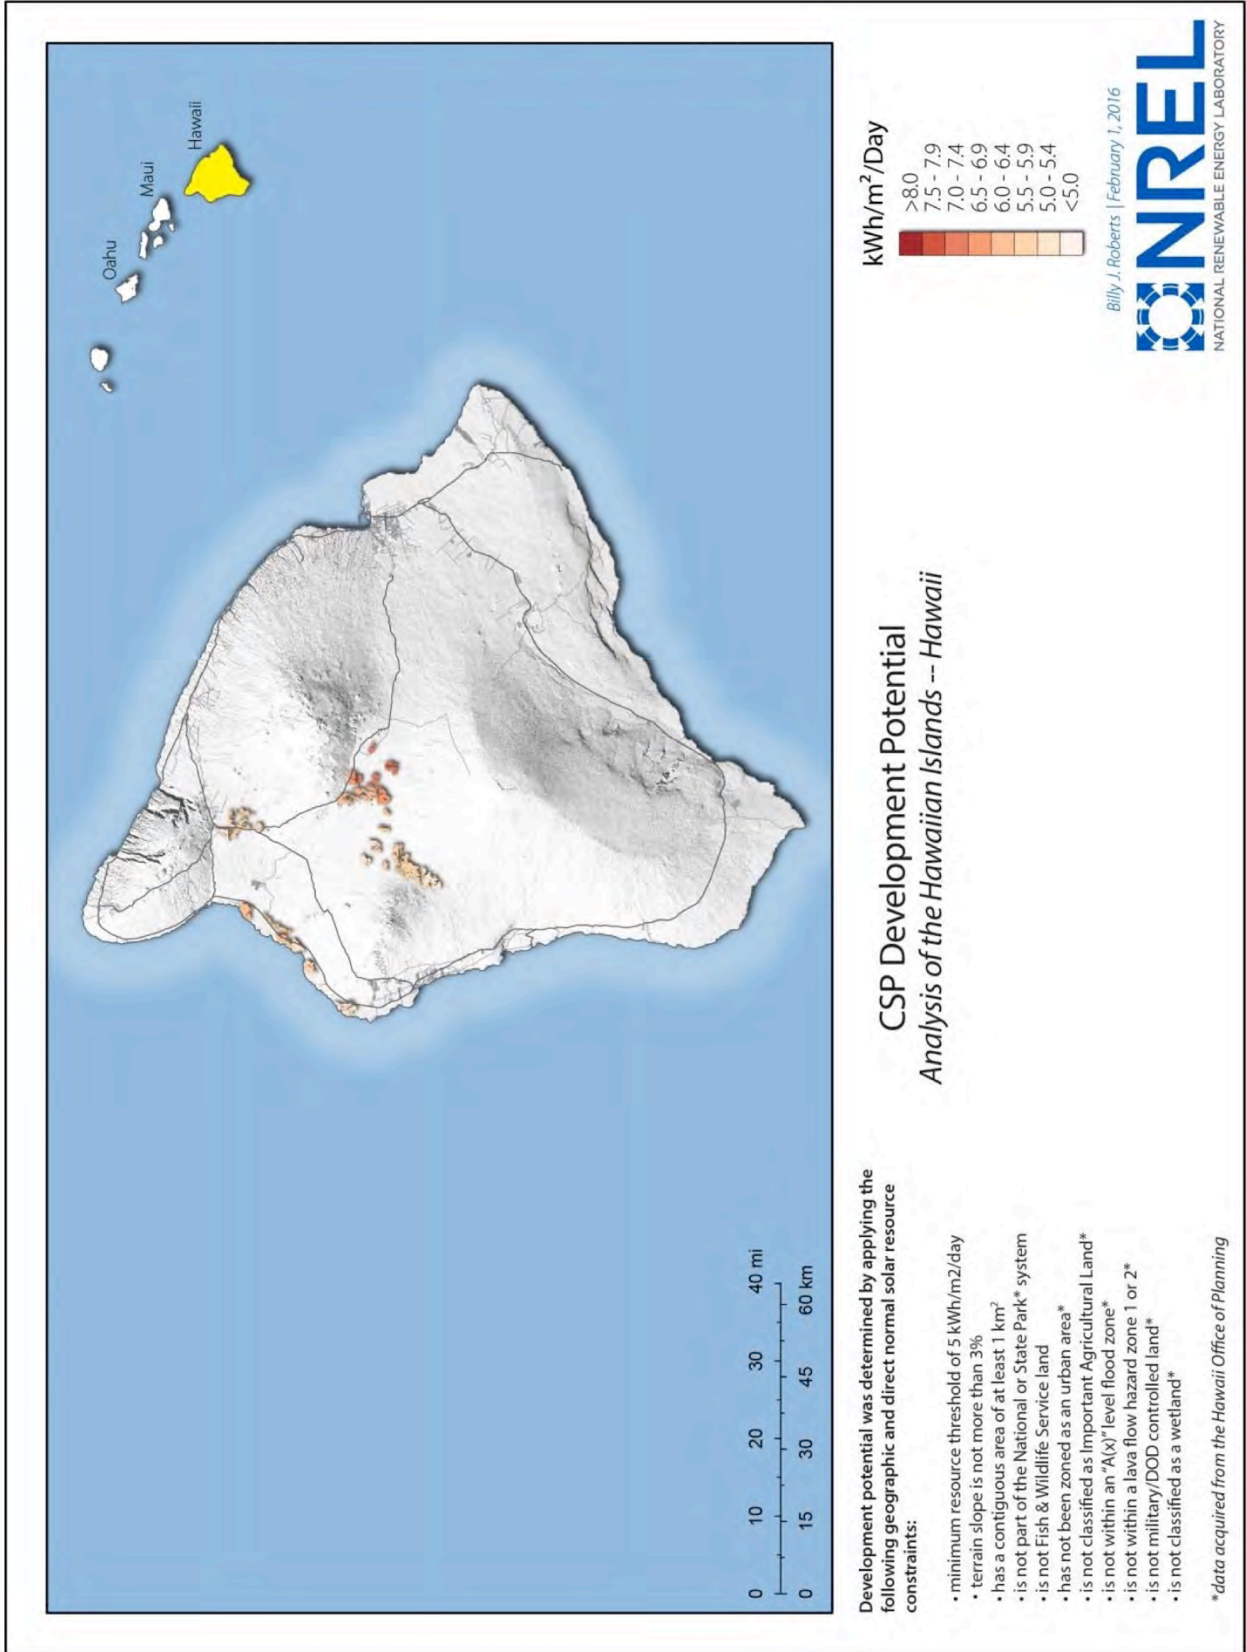 Oahu
Maui
Hawaii
0 10 20 30 40 mi
0 15 30 45 60 km
Development potential was determined by applying the
following geographic and direct normal solar resource
constraints:
• minimum resource threshold of 5 kWh/m2/day
• terrain slope is not more than 3%
• has a contiguous area of at least 1 km²
• is not part of the National or State Park* system
• is not Fish & Wildlife Service land
• has not been zoned as an urban area*
• is not classified as Important Agricultural Land*
• is not within an "A(x)" level flood zone*
• is not within a lava flow hazard zone 1 or 2*
• is not military/DOD controlled land*
• is not classified as a wetland*
*data acquired from the Hawaii Office of Planning
CSP Development Potential
Analysis of the Hawaiian Islands -- Hawaii
kWh/m²/Day
>8.0
7.5 - 7.9
7.0 - 7.4
6.5 - 6.9
6.0 - 6.4
5.5 - 5.9
5.0 - 5.4
<5.0
Billy J. Roberts | February 1, 2016
NREL
NATIONAL RENEWABLE ENERGY LABORATORY